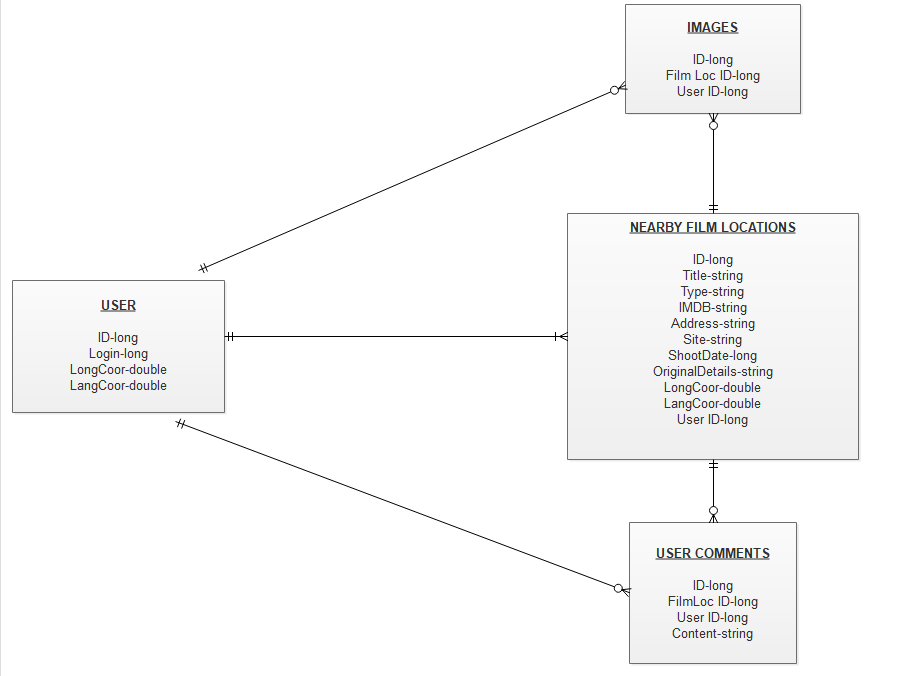 IMAGES
ID-long
Film Loc ID-long
User ID-long
NEARBY FILM LOCATIONS
ID-long
Title-string
Type-string
IMDB-string
Address-string
Site-string
ShootDate-long
OriginalDetails-string
LongCoor-double
LangCoor-double
User ID-long
USER
ID-long
Login-long
LongCoor-double
LangCoor-double
USER COMMENTS
ID-long
FilmLoc ID-long
User ID-long
Content-string